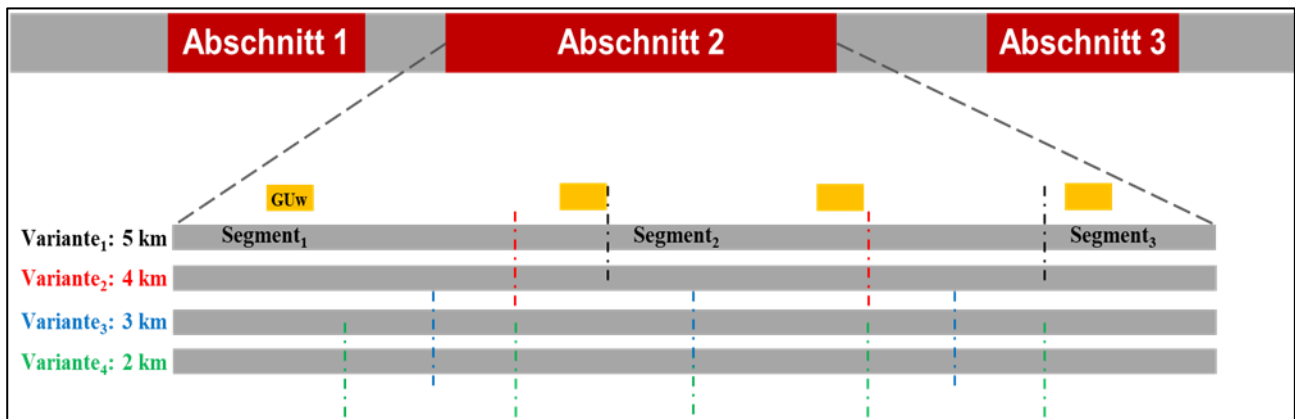 Abschnitt 1 Abschnitt 2 Abschnitt 3
GUw
Variante₁: 5 km Segment₁ Segment₂ Segment₃
Variante₂: 4 km
Variante₃: 3 km
Variante₄: 2 km